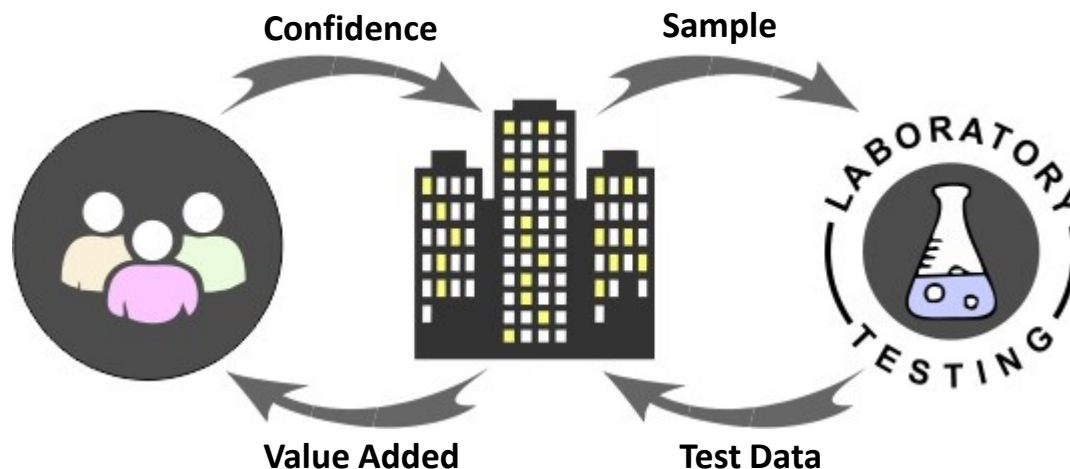 Confidence
Sample
LABORATORY
TESTING
Value Added
Test Data